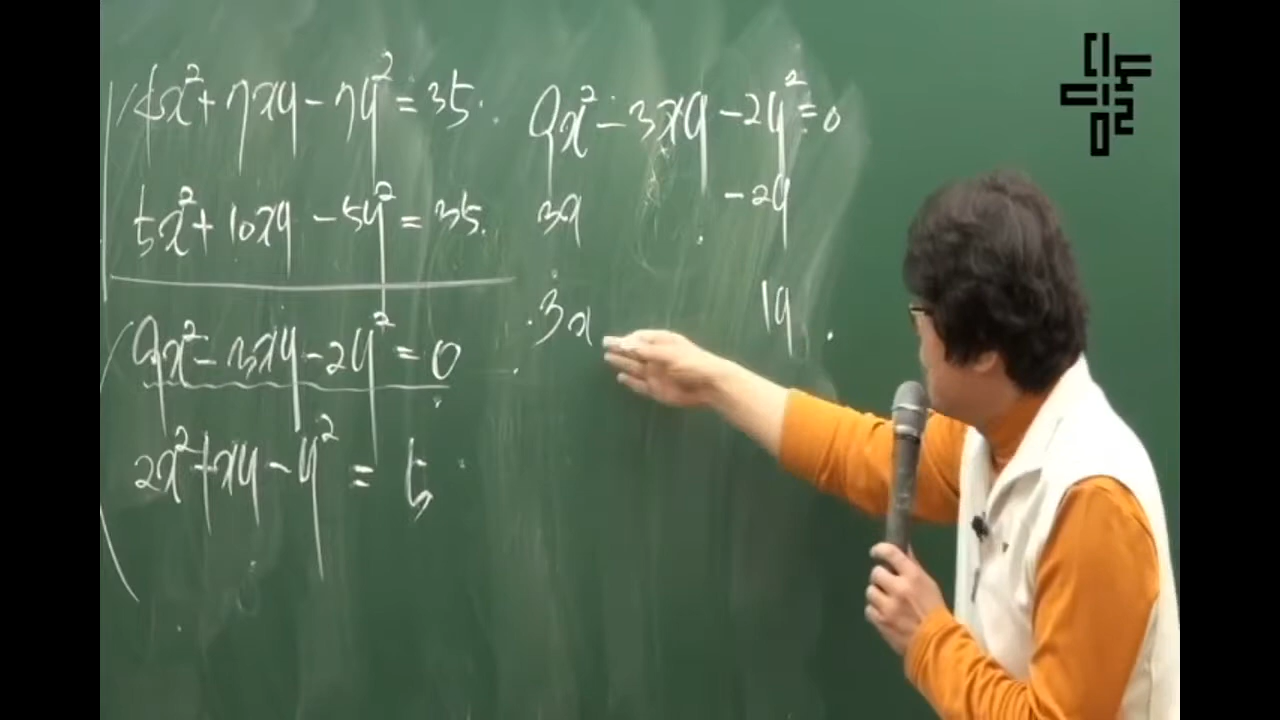 14x² + 7xy - 7y² = 35.
5x² + 10xy - 5y² = 35.
9x² - 3xy - 2y² = 0
2x² + xy - y² = 5
9x² - 3xy - 2y² = 0
3x -2y
3x 1y